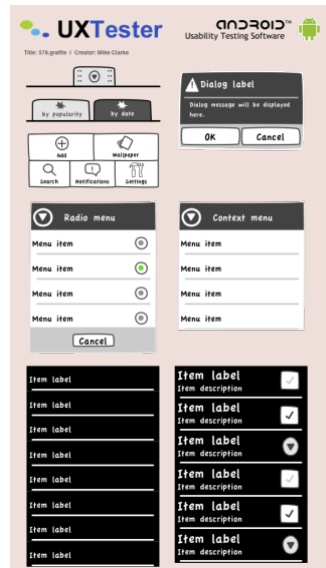 UXTester
ANDROID™
Usability Testing Software
Title: 578.graffle | Creator: Mike Clarke
by popularity
by date
Add
Wallpaper
Search
Notifications
Settings
Dialog label
Dialog message will be displayed
here.
OK
Cancel
Radio menu
Menu item
Menu item
Menu item
Menu item
Cancel
Context menu
Menu item
Menu item
Menu item
Menu item
Item label
Item label
Item label
Item label
Item label
Item label
Item label
Item label
Item label
Item description
Item label
Item description
Item label
Item description
Item label
Item description
Item label
Item description
Item label
Item description